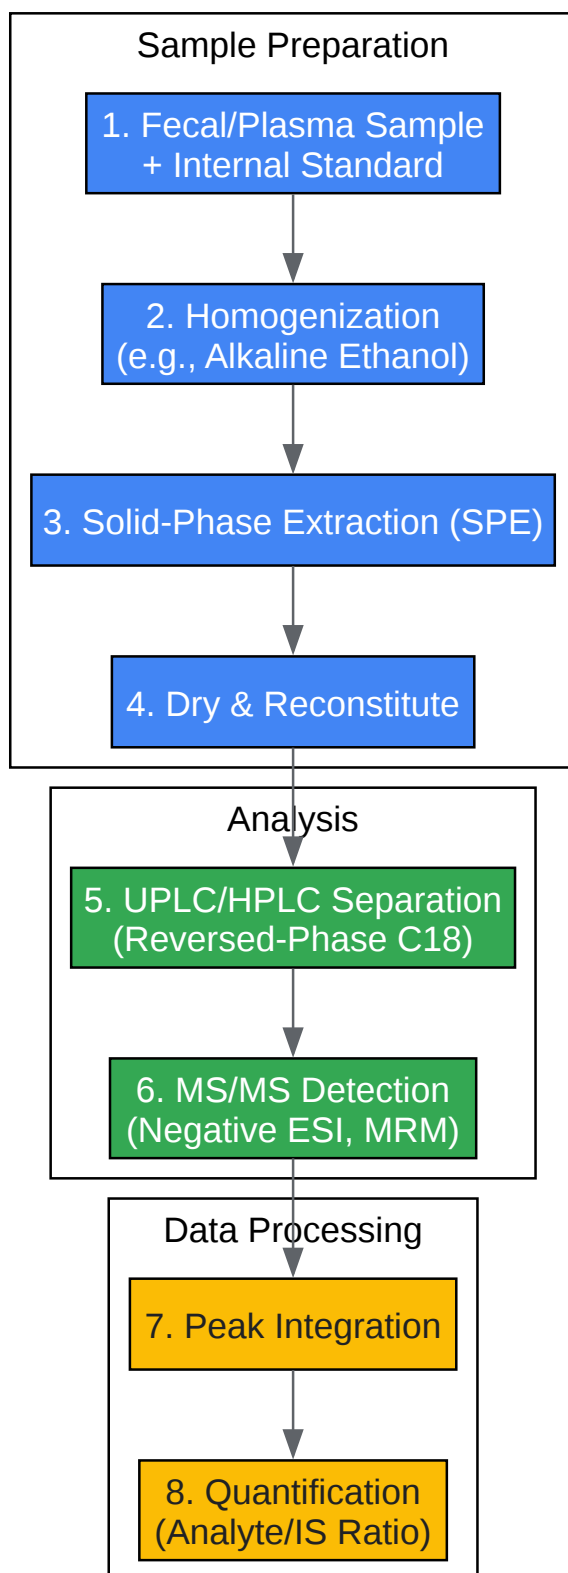 Sample Preparation
1. Fecal/Plasma Sample
+ Internal Standard
2. Homogenization
(e.g., Alkaline Ethanol)
3. Solid-Phase Extraction (SPE)
4. Dry & Reconstitute
Analysis
5. UPLC/HPLC Separation
(Reversed-Phase C18)
6. MS/MS Detection
(Negative ESI, MRM)
Data Processing
7. Peak Integration
8. Quantification
(Analyte/IS Ratio)